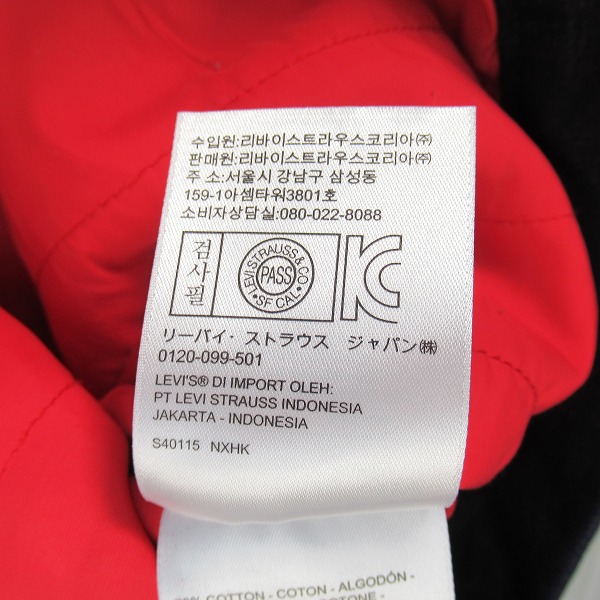 수입원:리바이스트라우스코리아㈜
판매원:리바이스트라우스코리아㈜
주 소:서울시 강남구 삼성동
159-1아셈타워3801호
소비자상담실:080-022-8088
검사필
LEVI STRAUSS & CO
PASS
SF CAL
リーバイ・ストラウス ジャパン㈱
0120-099-501
LEVI'S® DI IMPORT OLEH:
PT LEVI STRAUSS INDONESIA
JAKARTA - INDONESIA
S40115 NXHK
COTTON - COTON - ALGODÓN -